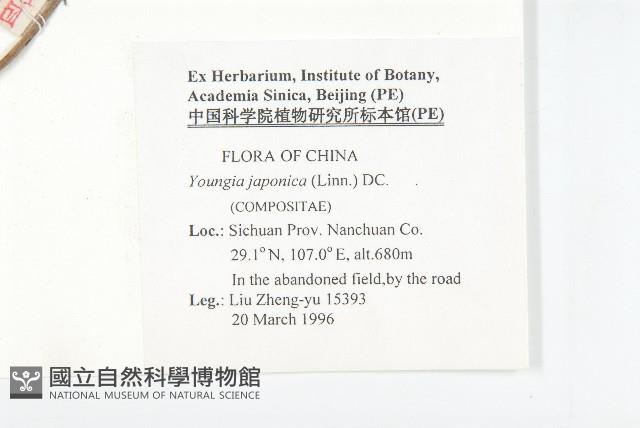 Ex Herbarium, Institute of Botany,
Academia Sinica, Beijing (PE)
中国科学院植物研究所标本馆(PE)
FLORA OF CHINA
Youngia japonica (Linn.) DC.
(COMPOSITAE)
Loc.: Sichuan Prov. Nanchuan Co.
29.1°N, 107.0°E, alt.680m
In the abandoned field,by the road
Leg.: Liu Zheng-yu 15393
20 March 1996
國立自然科學博物館
NATIONAL MUSEUM OF NATURAL SCIENCE